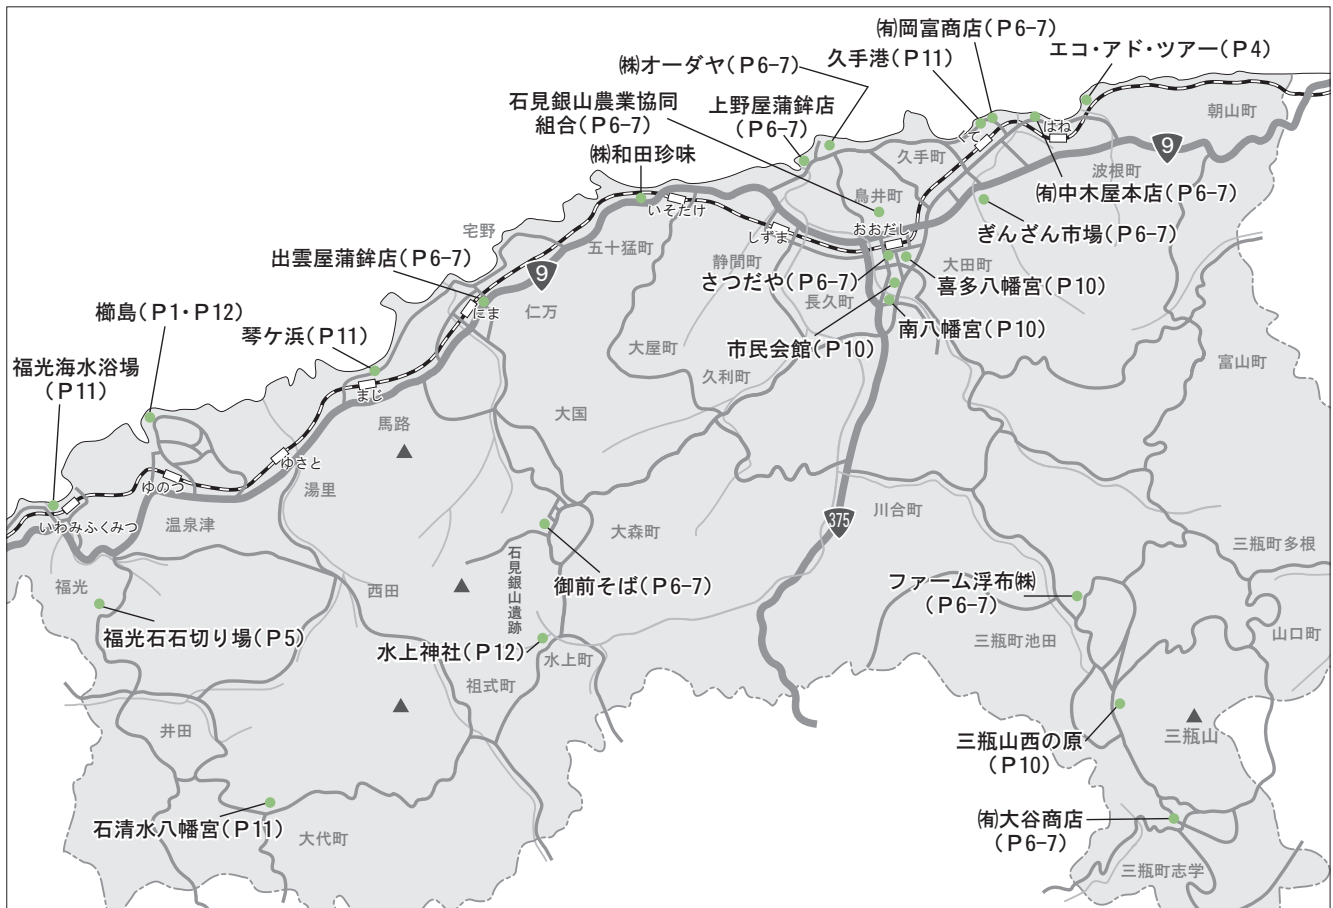 ㈲岡富商店(P6-7)
エコ・アド・ツアー(P4)
久手港(P11)
㈱オーダヤ(P6-7)
石見銀山農業協同
組合(P6-7)
上野屋蒲鉾店
(P6-7)
㈱和田珍味
朝山町
はね
くて
久手町
9
波根町
㈲中木屋本店(P6-7)
鳥井町
いそたけ
おおだし
しずま
ぎんざん市場(P6-7)
宅野
五十猛町
静間町
大田町
出雲屋蒲鉾店(P6-7)
9
さつだや(P6-7)
喜多八幡宮(P10)
長久町
櫛島(P1・P12)
にま
仁万
南八幡宮(P10)
琴ケ浜(P11)
市民会館(P10)
大屋町
久利町
富山町
福光海水浴場
(P11)
まじ
馬路
大国
ゆさと
ゆのつ
湯里
いわみふくみつ
温泉津
大森町
375
川合町
三瓶町多根
石見銀山遺跡
福光
西田
御前そば(P6-7)
ファーム浮布㈱
(P6-7)
福光石石切り場(P5)
水上神社(P12)
水上町
三瓶町池田
山口町
祖式町
井田
三瓶山西の原
(P10)
三瓶山
石清水八幡宮(P11)
大代町
㈲大谷商店
(P6-7)
三瓶町志学